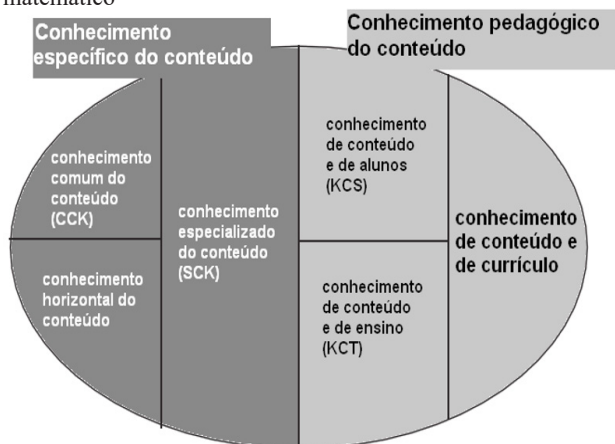 matemático
Conhecimento
específico do conteúdo
Conhecimento pedagógico
do conteúdo
conhecimento
comum do
conteúdo
(CCK)
conhecimento
horizontal do
conteúdo
conhecimento
especializado
do conteúdo
(SCK)
conhecimento
de conteúdo
e de alunos
(KCS)
conhecimento
de conteúdo
e de ensino
(KCT)
conhecimento
de conteúdo e
de currículo